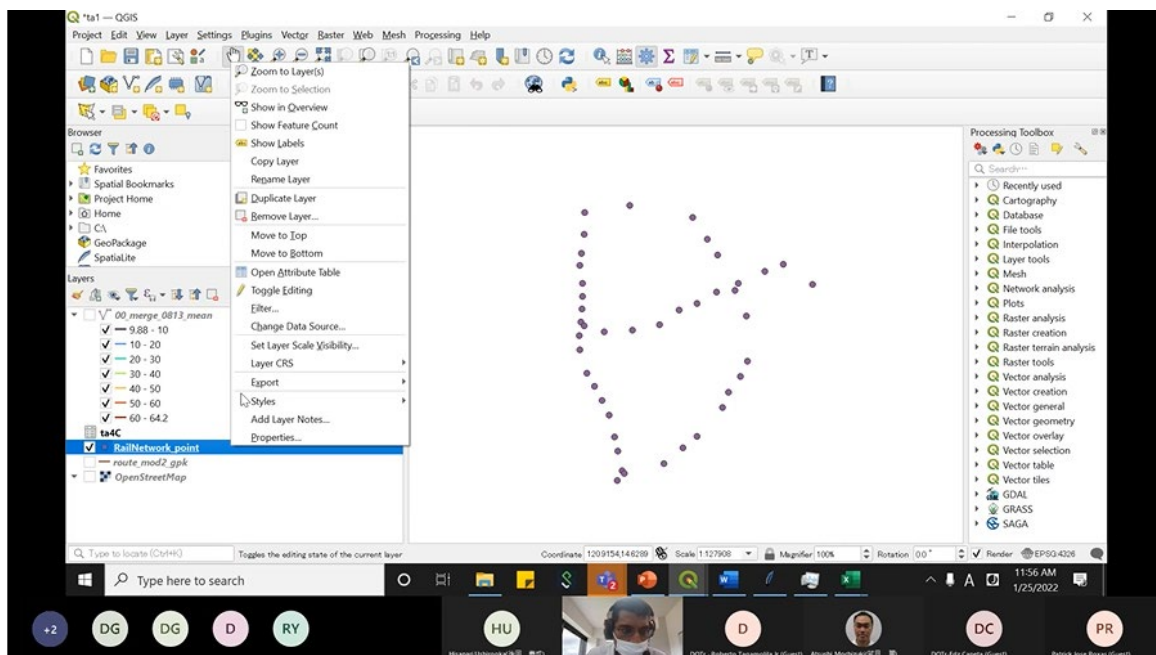 *ta1 — QGIS
Project Edit View Layer Settings Plugins Vector Raster Web Mesh Processing Help
Browser
Favorites
Spatial Bookmarks
Project Home
Home
C:\
GeoPackage
SpatiaLite
Layers
00_merge_0813_mean
9.88 - 10
10 - 20
20 - 30
30 - 40
40 - 50
50 - 60
60 - 64.2
ta4C
RailNetwork_point
route_mod2_gpk
OpenStreetMap
Zoom to Layer(s)
Zoom to Selection
Show in Overview
Show Feature Count
Show Labels
Copy Layer
Rename Layer
Duplicate Layer
Remove Layer...
Move to Top
Move to Bottom
Open Attribute Table
Toggle Editing
Filter...
Change Data Source...
Set Layer Scale Visibility...
Layer CRS
Export
Styles
Add Layer Notes...
Properties...
Processing Toolbox
Search...
Recently used
Cartography
Database
File tools
Interpolation
Layer tools
Mesh
Network analysis
Plots
Raster analysis
Raster creation
Raster terrain analysis
Raster tools
Vector analysis
Vector creation
Vector general
Vector geometry
Vector overlay
Vector selection
Vector table
Vector tiles
GDAL
GRASS
SAGA
Type to locate (Ctrl+K)
Toggles the editing state of the current layer
Coordinate 120.9154,14.6289 Scale 1:127908 Magnifier 100% Rotation 0.0 ° Render EPSG:4326
Type here to search
A 11:56 AM
1/25/2022
+2 DG DG D RY HU D DC PR